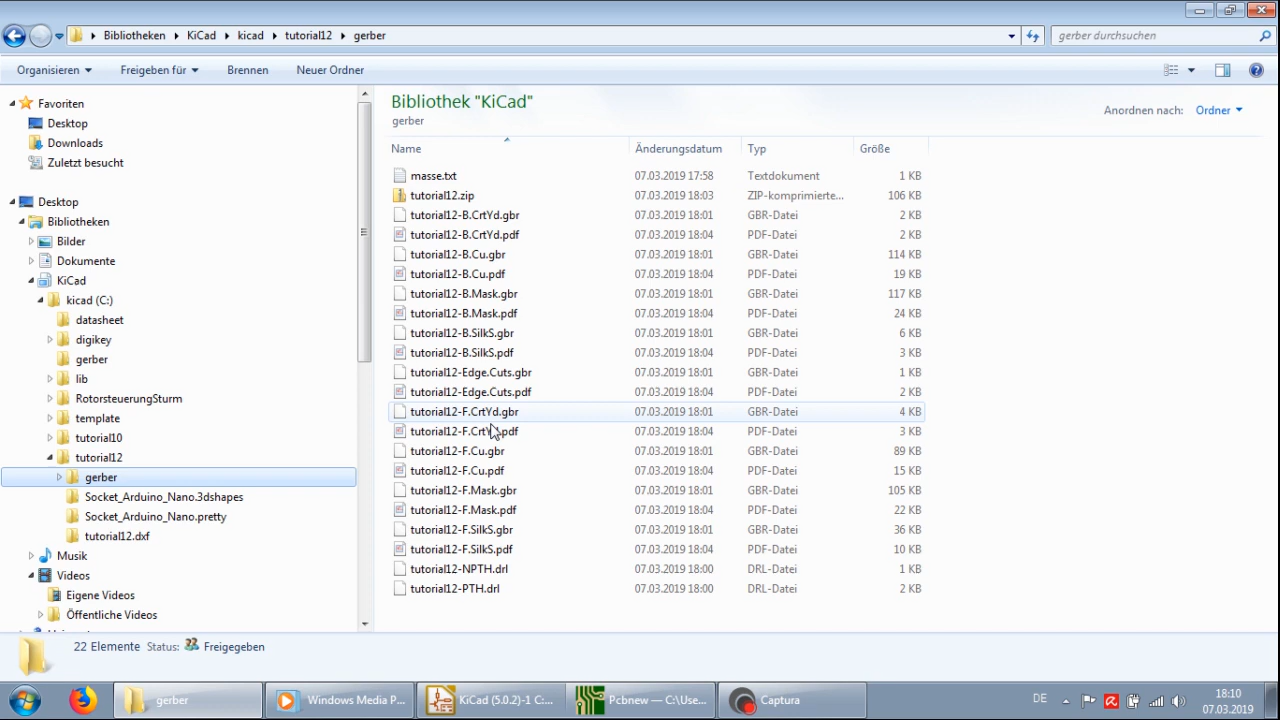 Bibliotheken KiCad kicad tutorial12 gerber
gerber durchsuchen
Organisieren Freigeben für Brennen Neuer Ordner
Favoriten
Desktop
Downloads
Zuletzt besucht
Desktop
Bibliotheken
Bilder
Dokumente
KiCad
kicad (C:)
datasheet
digikey
gerber
lib
RotorsteuerungSturm
template
tutorial10
tutorial12
gerber
Socket_Arduino_Nano.3dshapes
Socket_Arduino_Nano.pretty
tutorial12.dxf
Musik
Videos
Eigene Videos
Öffentliche Videos
Bibliothek "KiCad"
gerber
Anordnen nach: Ordner
Name Änderungsdatum Typ Größe
masse.txt 07.03.2019 17:58 Textdokument 1 KB
tutorial12.zip 07.03.2019 18:03 ZIP-komprimierte... 106 KB
tutorial12-B.CrtYd.gbr 07.03.2019 18:01 GBR-Datei 2 KB
tutorial12-B.CrtYd.pdf 07.03.2019 18:04 PDF-Datei 2 KB
tutorial12-B.Cu.gbr 07.03.2019 18:01 GBR-Datei 114 KB
tutorial12-B.Cu.pdf 07.03.2019 18:04 PDF-Datei 19 KB
tutorial12-B.Mask.gbr 07.03.2019 18:01 GBR-Datei 117 KB
tutorial12-B.Mask.pdf 07.03.2019 18:04 PDF-Datei 24 KB
tutorial12-B.SilkS.gbr 07.03.2019 18:01 GBR-Datei 6 KB
tutorial12-B.SilkS.pdf 07.03.2019 18:04 PDF-Datei 3 KB
tutorial12-Edge.Cuts.gbr 07.03.2019 18:01 GBR-Datei 1 KB
tutorial12-Edge.Cuts.pdf 07.03.2019 18:04 PDF-Datei 2 KB
tutorial12-F.CrtYd.gbr 07.03.2019 18:01 GBR-Datei 4 KB
tutorial12-F.CrtYd.pdf 07.03.2019 18:04 PDF-Datei 3 KB
tutorial12-F.Cu.gbr 07.03.2019 18:01 GBR-Datei 89 KB
tutorial12-F.Cu.pdf 07.03.2019 18:04 PDF-Datei 15 KB
tutorial12-F.Mask.gbr 07.03.2019 18:01 GBR-Datei 105 KB
tutorial12-F.Mask.pdf 07.03.2019 18:04 PDF-Datei 22 KB
tutorial12-F.SilkS.gbr 07.03.2019 18:01 GBR-Datei 36 KB
tutorial12-F.SilkS.pdf 07.03.2019 18:04 PDF-Datei 10 KB
tutorial12-NPTH.drl 07.03.2019 18:00 DRL-Datei 1 KB
tutorial12-PTH.drl 07.03.2019 18:00 DRL-Datei 2 KB
22 Elemente Status: Freigegeben
gerber Windows Media P... KiCad (5.0.2)-1 C:... Pcbnew — C:\Use... Captura DE 18:10
07.03.2019